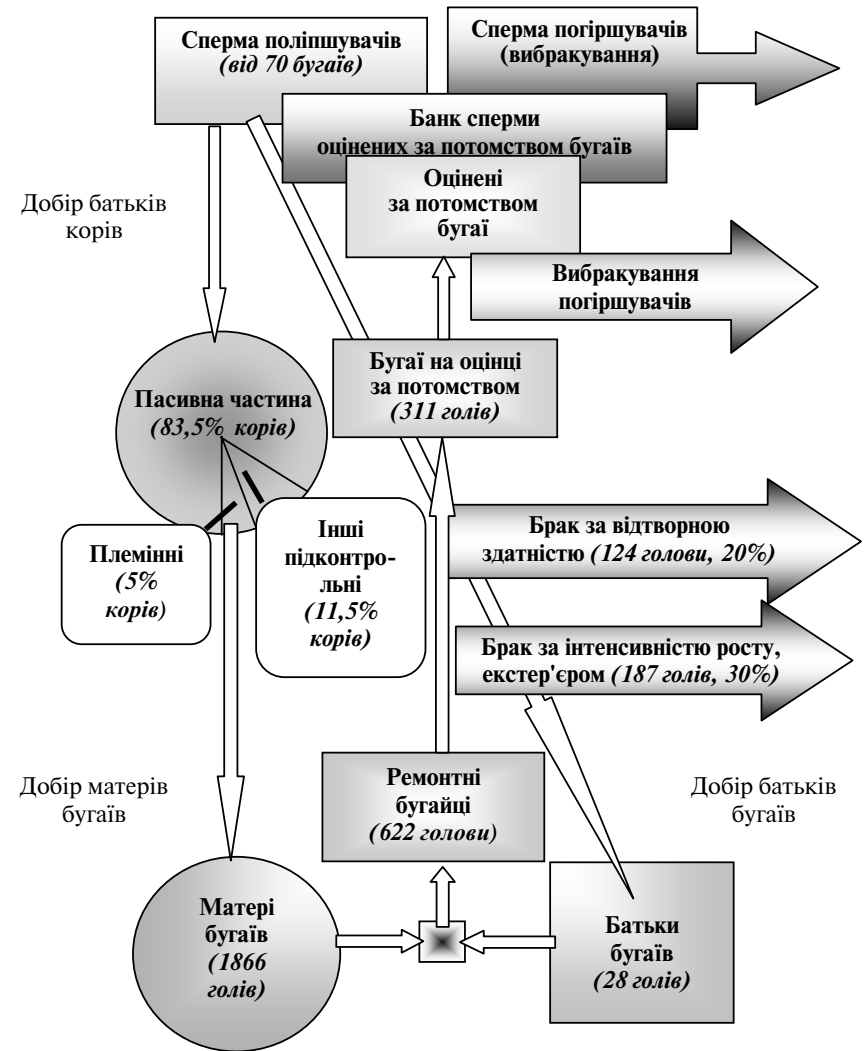 Сперма поліпшувачів
(від 70 бугаїв)
Сперма погіршувачів
(вибракування)
Банк сперми
оцінених за потомством бугаїв
Оцінені
за потомством
бугаї
Добір батьків
корів
Вибракування
погіршувачів
Бугаї на оцінці
за потомством
(311 голів)
Пасивна частина
(83,5% корів)
Племінні
(5%
корів)
Інші
підконтро-
льні
(11,5%
корів)
Брак за відтворною
здатністю (124 голови, 20%)
Брак за інтенсивністю росту,
екстер'єром (187 голів, 30%)
Добір матерів
бугаїв
Ремонтні
бугайці
(622 голови)
Добір батьків
бугаїв
Матері
бугаїв
(1866
голів)
Батьки
бугаїв
(28 голів)